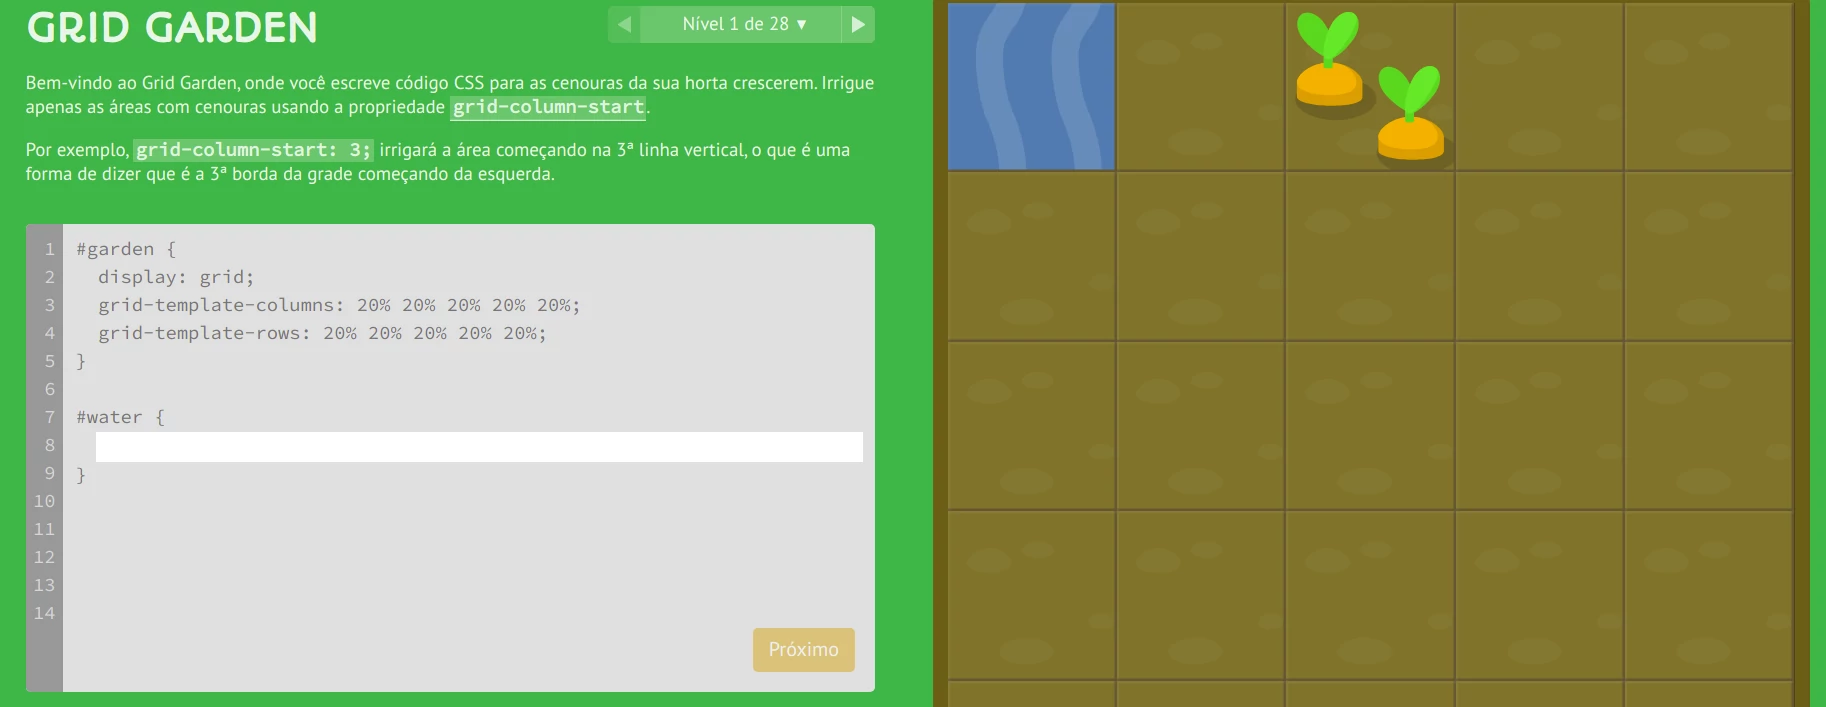 GRID GARDEN
Nível 1 de 28 ▼
Bem-vindo ao Grid Garden, onde você escreve código CSS para as cenouras da sua horta crescerem. Irrigue
apenas as áreas com cenouras usando a propriedade grid-column-start.
Por exemplo, grid-column-start: 3; irrigará a área começando na 3ª linha vertical, o que é uma
forma de dizer que é a 3ª borda da grade começando da esquerda.
1 #garden {
2 display: grid;
3 grid-template-columns: 20% 20% 20% 20% 20%;
4 grid-template-rows: 20% 20% 20% 20% 20%;
5 }
6
7 #water {
8
9 }
10
11
12
13
14
Próximo